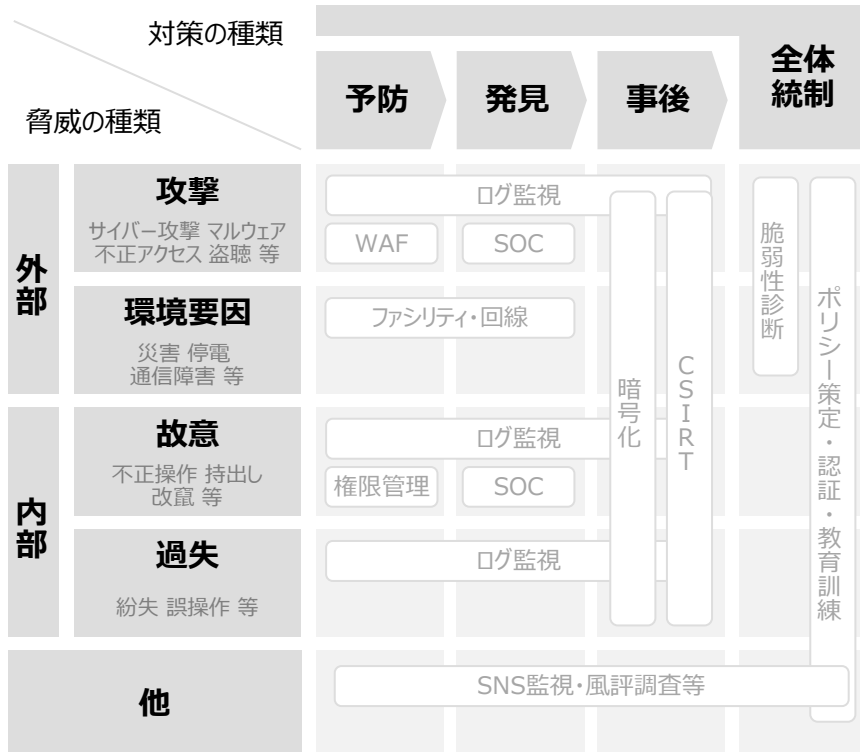 対策の種類
脅威の種類
予防
発見
事後
全体
統制
外部
攻撃
サイバー攻撃 マルウェア
不正アクセス 盗聴 等
ログ監視
WAF
SOC
環境要因
災害 停電
通信障害 等
ファシリティ・回線
内部
故意
不正操作 持出し
改竄 等
ログ監視
権限管理
SOC
過失
紛失 誤操作 等
ログ監視
暗号化
CSIRT
脆弱性診断
ポリシー策定・認証・教育訓練
他
SNS監視・風評調査等